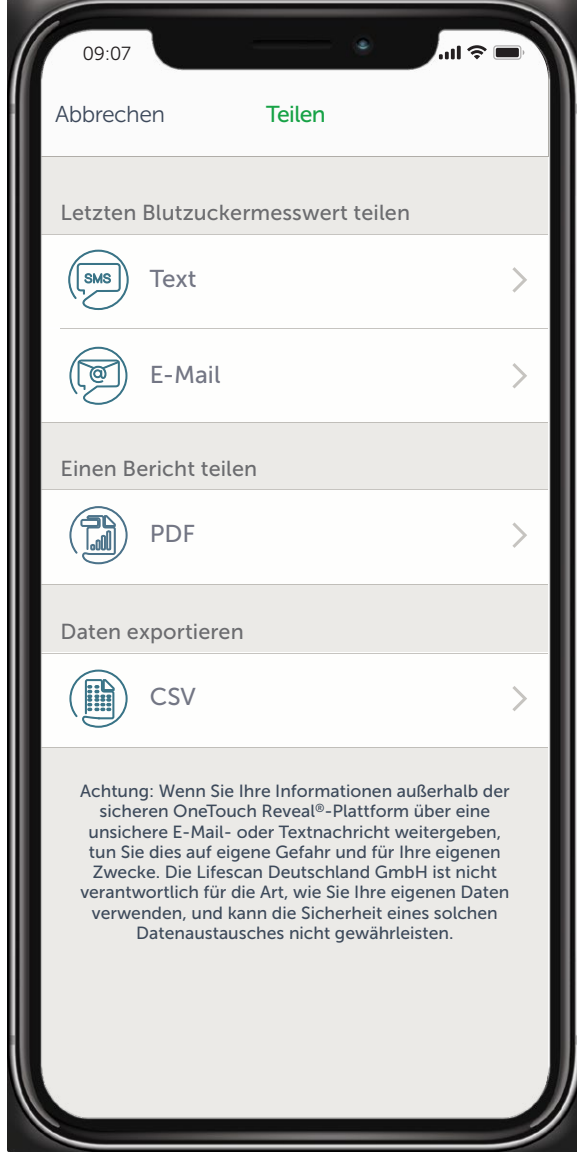 09:07
Abbrechen
Teilen
Letzten Blutzuckermesswert teilen
SMS
Text
@
E-Mail
Einen Bericht teilen
PDF
Daten exportieren
CSV
Achtung: Wenn Sie Ihre Informationen außerhalb der
sicheren OneTouch Reveal®-Plattform über eine
unsichere E-Mail- oder Textnachricht weitergeben,
tun Sie dies auf eigene Gefahr und für Ihre eigenen
Zwecke. Die Lifescan Deutschland GmbH ist nicht
verantwortlich für die Art, wie Sie Ihre eigenen Daten
verwenden, und kann die Sicherheit eines solchen
Datenaustausches nicht gewährleisten.